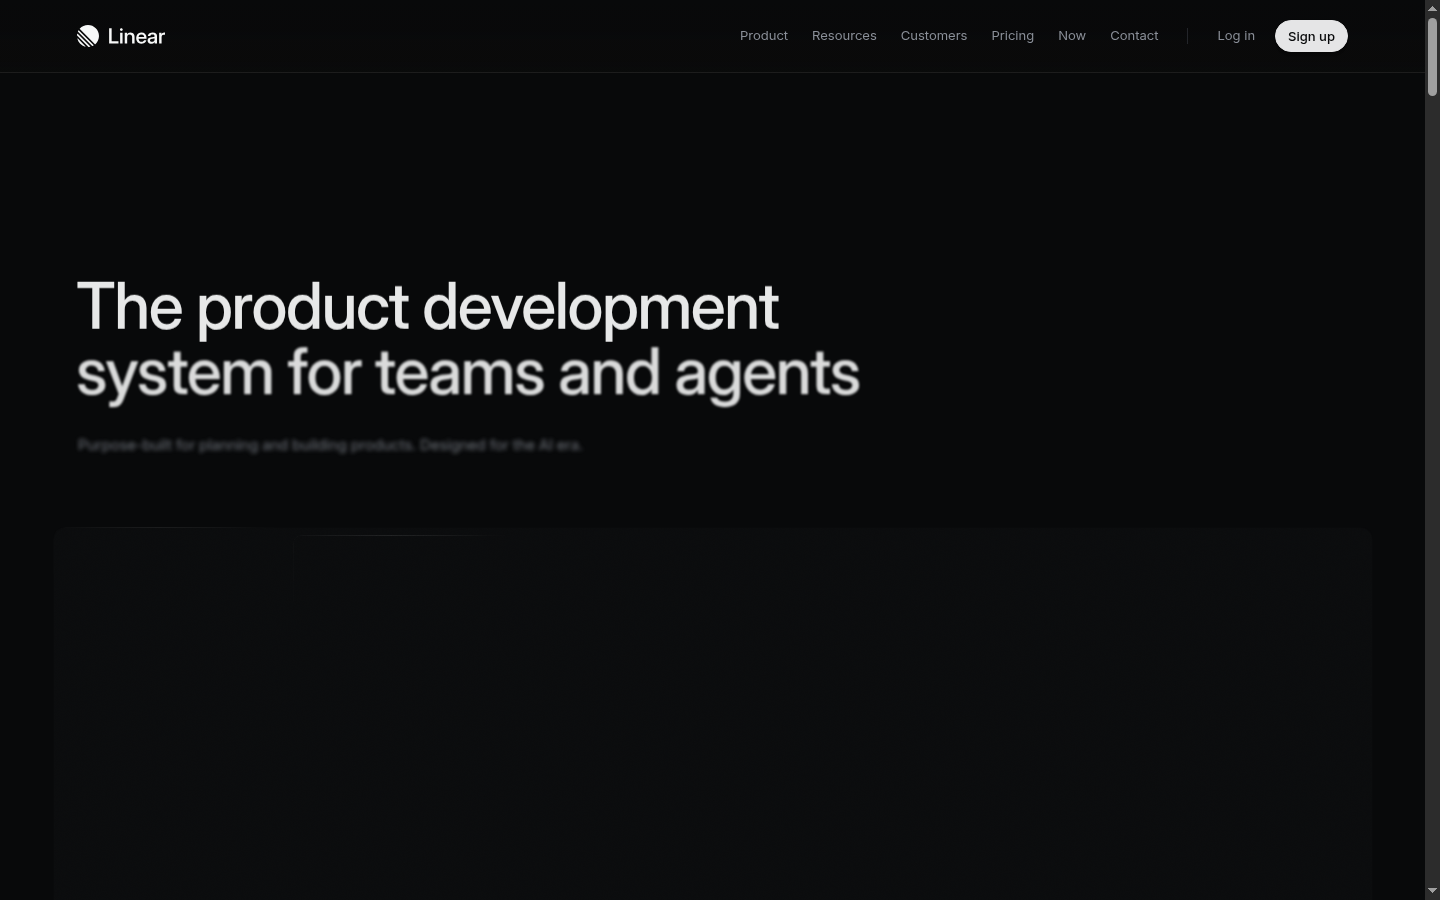 Linear
Product
Resources
Customers
Pricing
Now
Contact
Log in
Sign up
The product development
system for teams and agents
Purpose-built for planning and building products. Designed for the AI era.